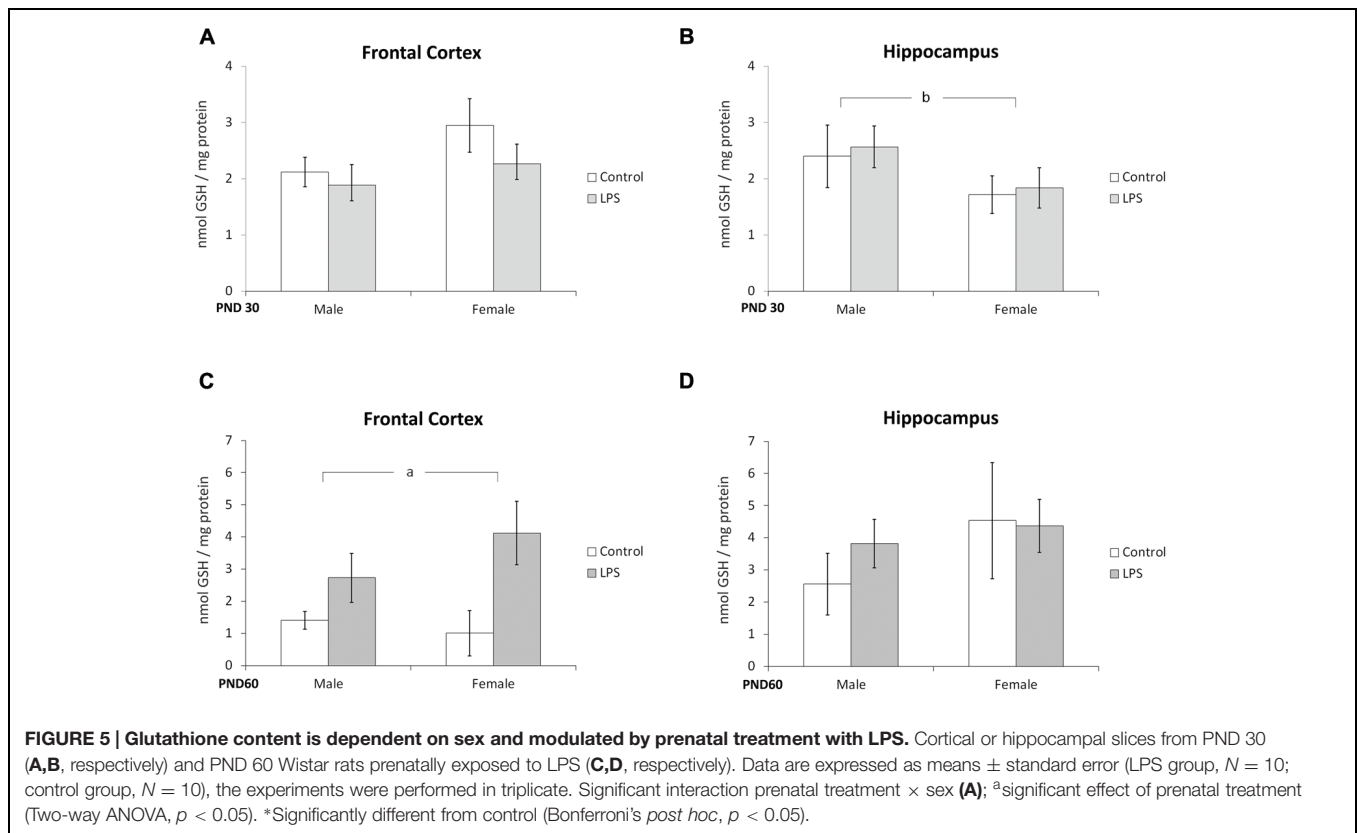 A
Frontal Cortex
nmol GSH / mg protein
4
3
2
1
0
PND 30
Male
Female
Control
LPS
B
Hippocampus
nmol GSH / mg protein
4
3
2
1
0
b
PND 30
Male
Female
Control
LPS
C
Frontal Cortex
nmol GSH / mg protein
7
6
5
4
3
2
1
0
a
PND60
Male
Female
Control
LPS
D
Hippocampus
nmol GSH / mg protein
7
6
5
4
3
2
1
0
PND60
Male
Female
Control
LPS
FIGURE 5 | Glutathione content is dependent on sex and modulated by prenatal treatment with LPS. Cortical or hippocampal slices from PND 30
(A,B, respectively) and PND 60 Wistar rats prenatally exposed to LPS (C,D, respectively). Data are expressed as means ± standard error (LPS group, N = 10;
control group, N = 10), the experiments were performed in triplicate. Significant interaction prenatal treatment × sex (A); ᵃsignificant effect of prenatal treatment
(Two-way ANOVA, p < 0.05). *Significantly different from control (Bonferroni's post hoc, p < 0.05).